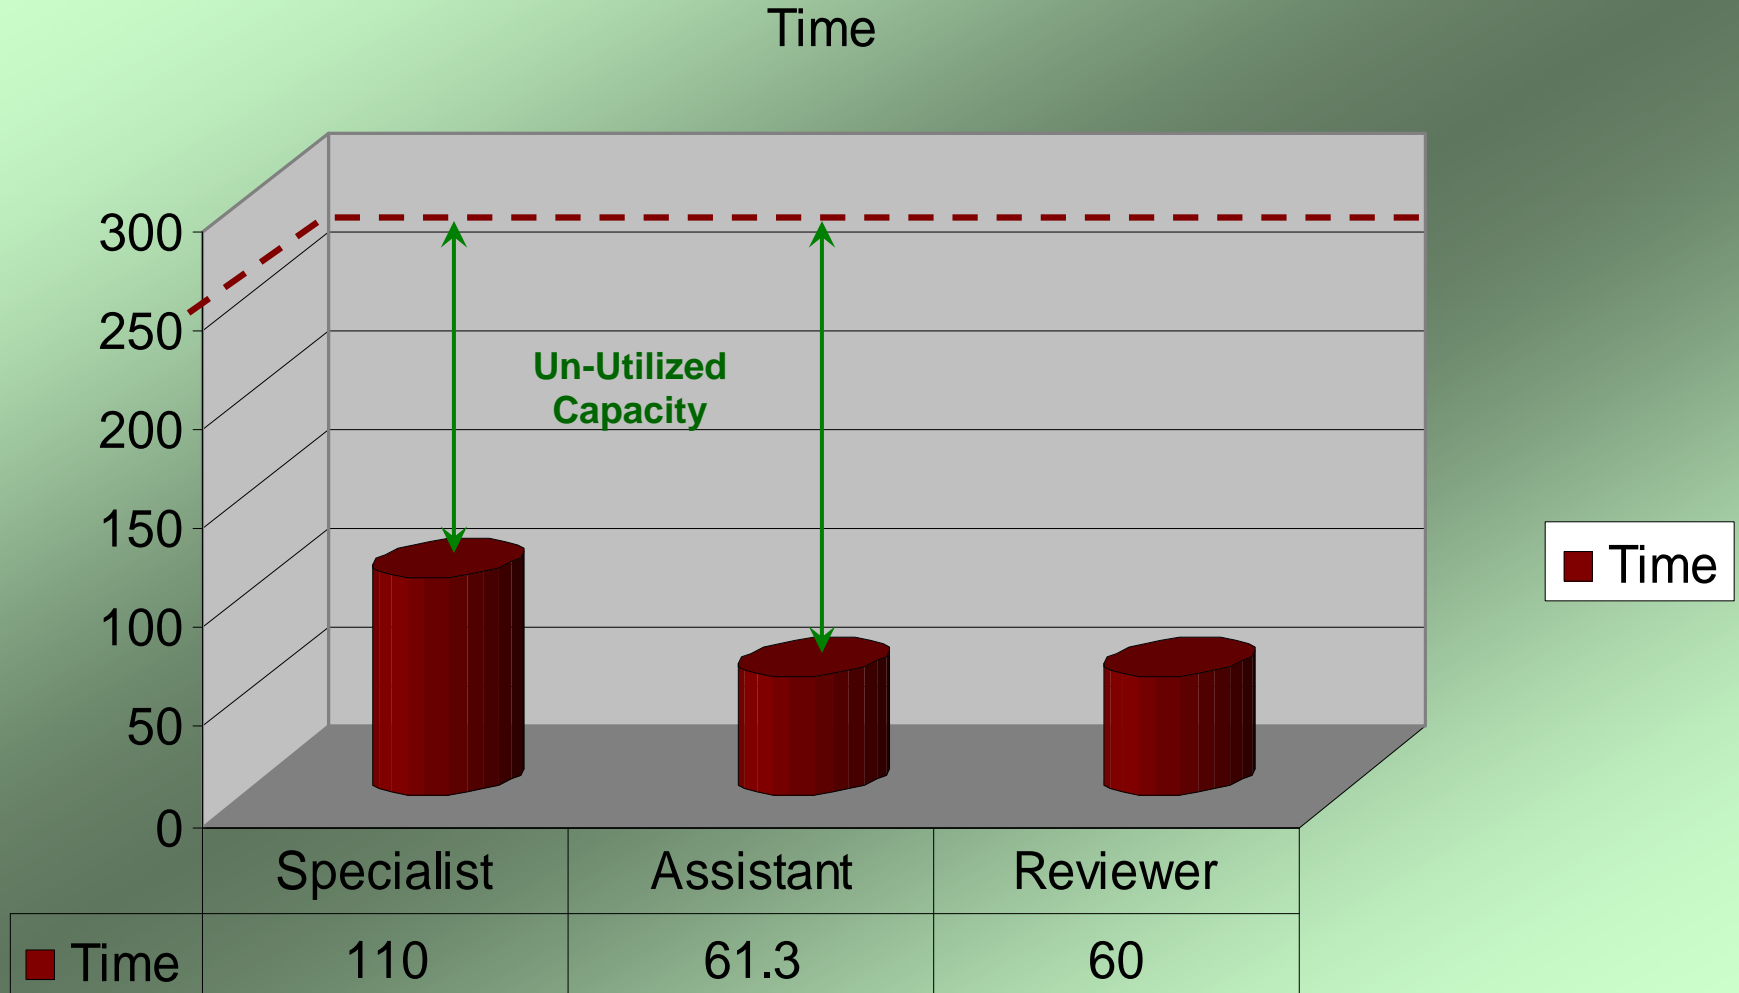 Time
300
250
200
150
100
50
0
Un-Utilized
Capacity
Time
Specialist Assistant Reviewer
Time 110 61.3 60